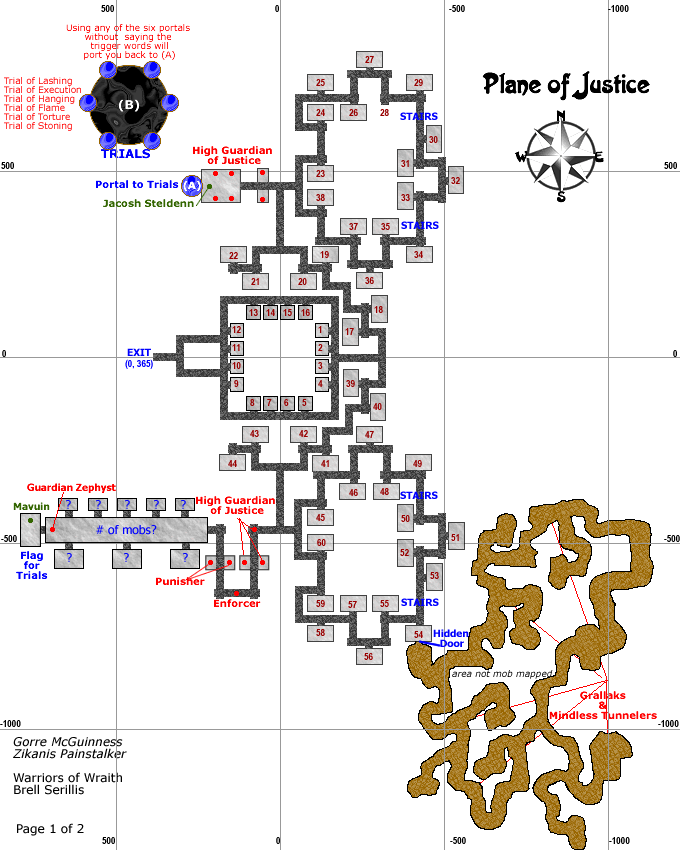 500
0
-500
-1000
Using any of the six portals
without saying the
trigger words will
port you back to (A)
Trial of Lashing
Trial of Execution
Trial of Hanging
Trial of Flame
Trial of Torture
Trial of Stoning
(B)
TRIALS
Plane of Justice
N
W
E
S
27
25
29
24
26
28
STAIRS
30
High Guardian
of Justice
31
500
23
32
Portal to Trials
(A)
Jacosh Steldenn
38
33
37
35
STAIRS
22
19
34
21
20
36
13
14
15
16
18
12
1
17
11
2
EXIT
(0, 365)
0
0
10
3
9
4
39
8
7
6
5
40
43
42
47
44
41
49
46
48
STAIRS
Guardian Zephyst
Mavuin
?
?
?
?
?
# of mobs?
High Guardian
of Justice
45
50
-500
-500
60
51
52
Flag
for
Trials
?
?
?
Punisher
Enforcer
53
59
57
55
STAIRS
58
54
Hidden
Door
56
area not mob mapped
Grallaks
&
Mindless Tunnelers
-1000
-1000
Gorre McGuinness
Zikanis Painstalker
Warriors of Wraith
Brell Serillis
Page 1 of 2
500
0
-500
-1000